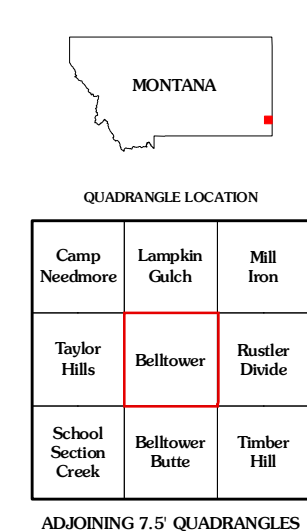 MONTANA
QUADRANGLE LOCATION
Camp
Needmore
Lampkin
Gulch
Mill
Iron
Taylor
Hills
Belltower
Rustler
Divide
School
Section
Creek
Belltower
Butte
Timber
Hill
ADJOINING 7.5' QUADRANGLES